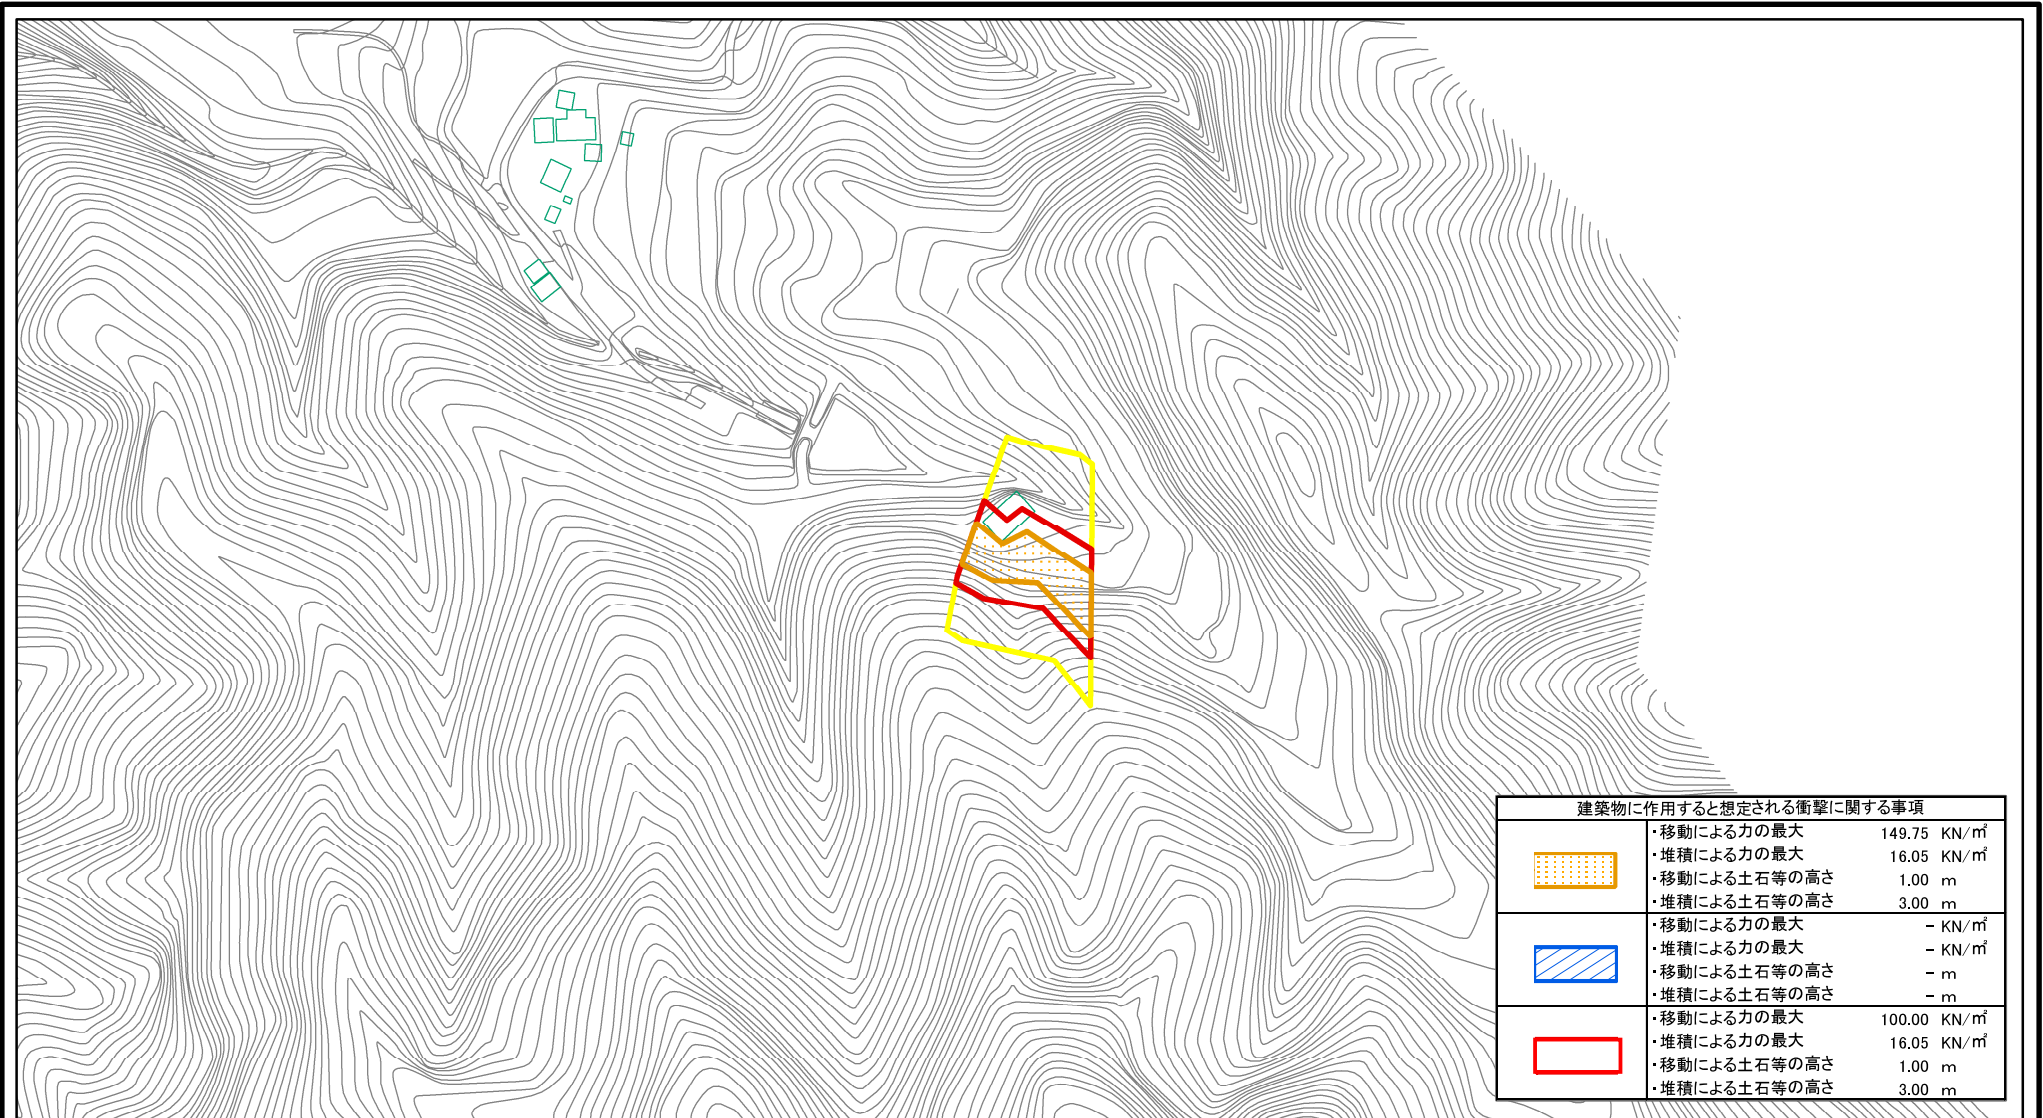 建築物に作用すると想定される衝撃に関する事項
・移動による力の最大 149.75 KN/㎡
・堆積による力の最大 16.05 KN/㎡
・移動による土石等の高さ 1.00 m
・堆積による土石等の高さ 3.00 m
・移動による力の最大 - KN/㎡
・堆積による力の最大 - KN/㎡
・移動による土石等の高さ - m
・堆積による土石等の高さ - m
・移動による力の最大 100.00 KN/㎡
・堆積による力の最大 16.05 KN/㎡
・移動による土石等の高さ 1.00 m
・堆積による土石等の高さ 3.00 m